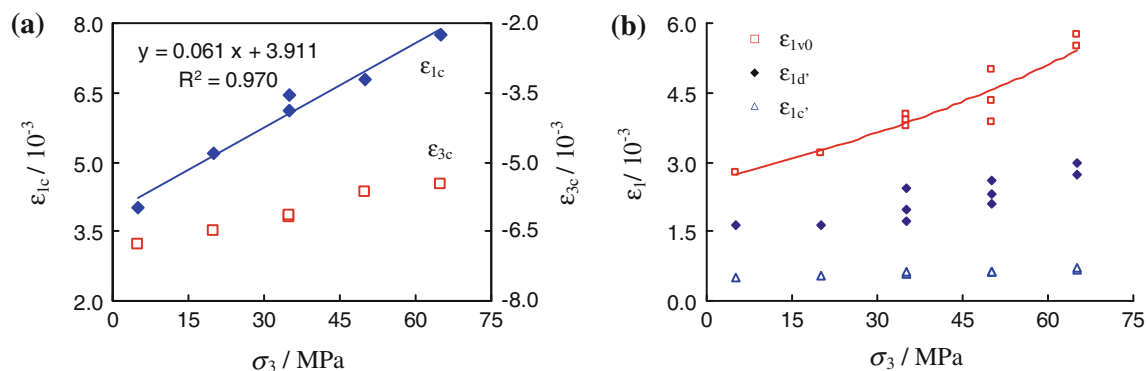 (a)
8.0
6.5
5.0
3.5
2.0
ε1c / 10-3
y = 0.061 x + 3.911
R2 = 0.970
ε1c
ε3c
-2.0
-3.5
-5.0
-6.5
-8.0
ε3c / 10-3
0 15 30 45 60 75
σ3 / MPa
(b)
6.0
4.5
3.0
1.5
0.0
ε1/ 10-3
ε1v0
ε1d'
ε1c'
0 15 30 45 60 75
σ3 / MPa